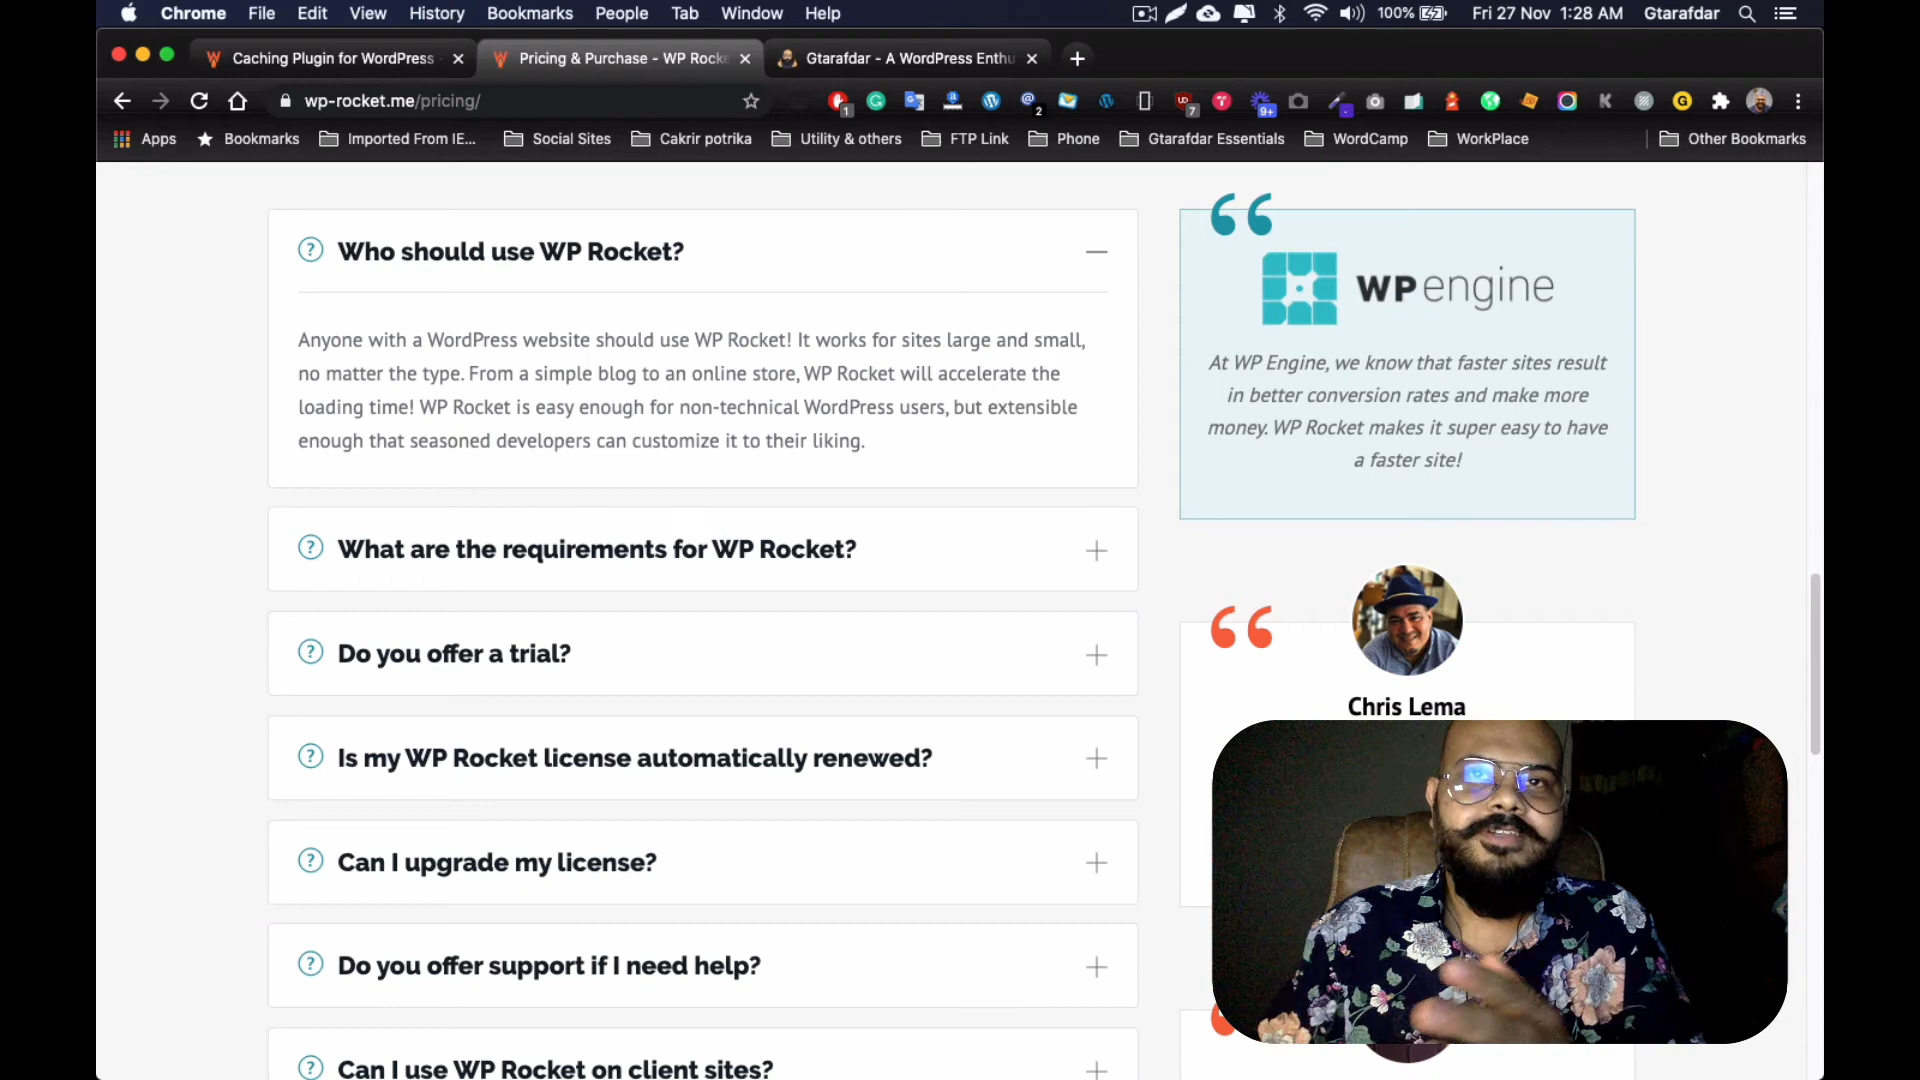 Chrome File Edit View History Bookmarks People Tab Window Help 100% Fri 27 Nov 1:28 AM Gtarafdar
Caching Plugin for WordPress Pricing & Purchase - WP Rocke Gtarafdar - A WordPress Enthu
wp-rocket.me/pricing/ 1 2 7 9+
Apps Bookmarks Imported From IE... Social Sites Cakrir potrika Utility & others FTP Link Phone Gtarafdar Essentials WordCamp WorkPlace Other Bookmarks
Who should use WP Rocket?
Anyone with a WordPress website should use WP Rocket! It works for sites large and small,
no matter the type. From a simple blog to an online store, WP Rocket will accelerate the
loading time! WP Rocket is easy enough for non-technical WordPress users, but extensible
enough that seasoned developers can customize it to their liking.
What are the requirements for WP Rocket?
Do you offer a trial?
Is my WP Rocket license automatically renewed?
Can I upgrade my license?
Do you offer support if I need help?
Can I use WP Rocket on client sites?
WP engine
At WP Engine, we know that faster sites result
in better conversion rates and make more
money. WP Rocket makes it super easy to have
a faster site!
Chris Lema